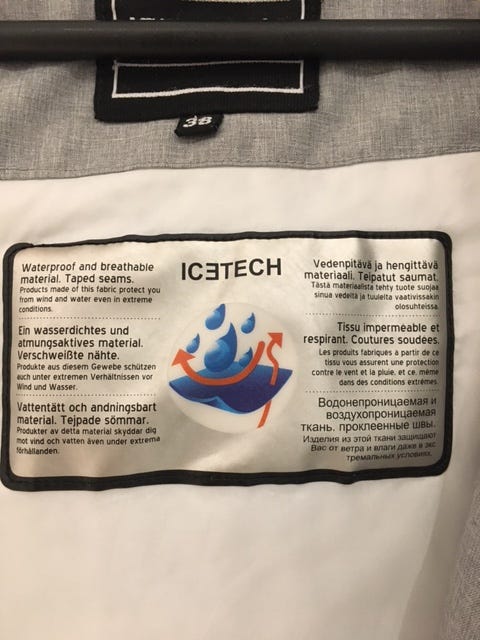 38
ICETECH
Waterproof and breathable
material. Taped seams.
Products made of this fabric protect you
from wind and water even in extreme
conditions.
Ein wasserdichtes und
atmungsaktives material.
Verschweißte nähte.
Produkte aus diesem Gewebe schützen
auch unter extremen Verhältnissen vor
Wind und Wasser.
Vattentätt och andningsbart
material. Tejpade sömmar.
Produkter av detta material skyddar dig
mot vind och vatten även under extrema
förhållanden.
Vedenpitävä ja hengittävä
materiaali. Teipatut saumat.
Tästä materiaalista tehty tuote suojaa
sinua vedeltä ja tuulelta vaativissakin
olosuhteissa.
Tissu imperméable et
respirant. Coutures soudées.
Les produits fabriqués à partir de ce
tissu vous assurent une protection
contre le vent et la pluie, et ce, même
dans des conditions extrêmes.
Водонепроницаемая и
воздухопроницаемая
ткань. проклеенные швы.
Изделия из этой ткани защищают
Вас от ветра и влаги даже в экс
тремальных условиях.